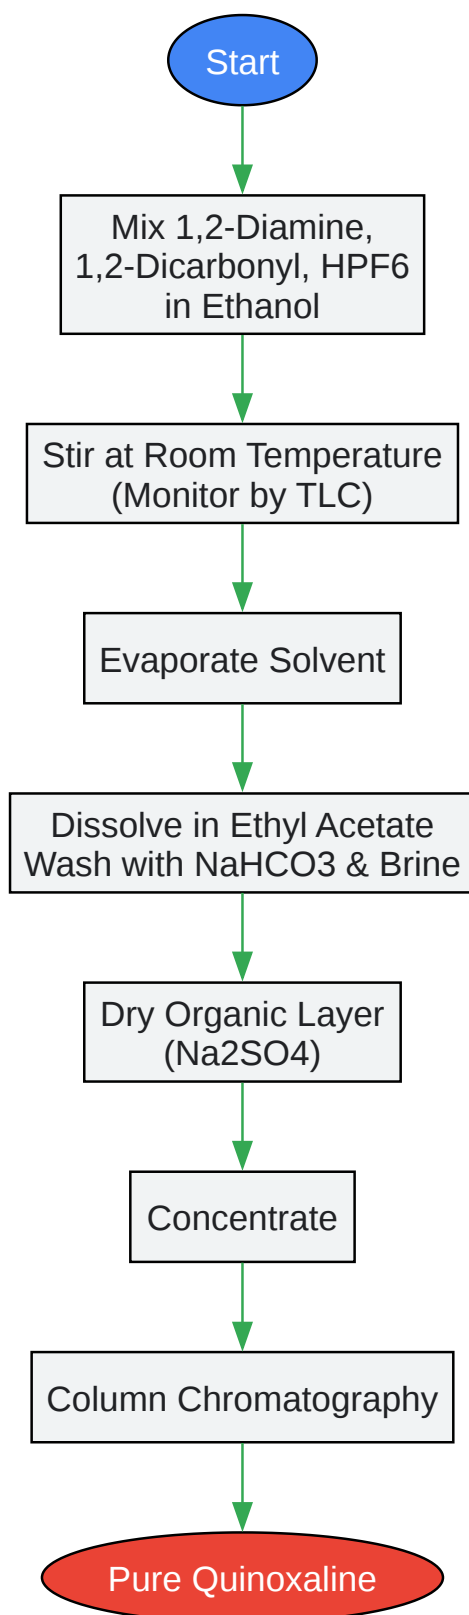 Start
Mix 1,2-Diamine,
1,2-Dicarbonyl, HPF6
in Ethanol
Stir at Room Temperature
(Monitor by TLC)
Evaporate Solvent
Dissolve in Ethyl Acetate
Wash with NaHCO3 & Brine
Dry Organic Layer
(Na2SO4)
Concentrate
Column Chromatography
Pure Quinoxaline